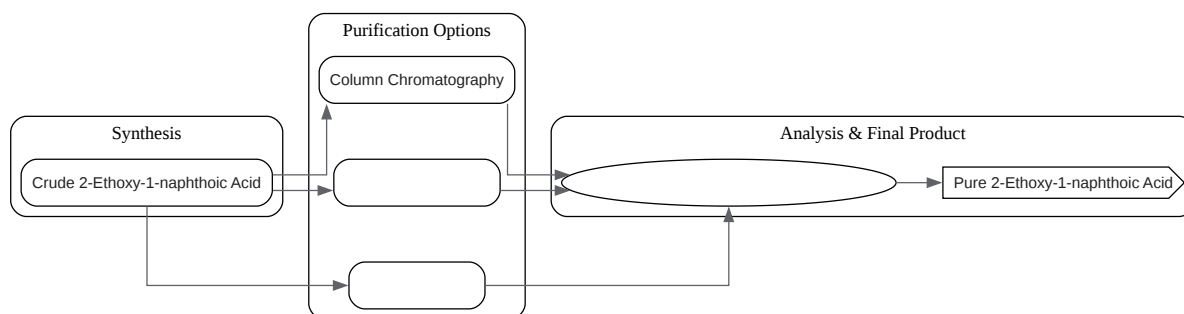 Purification Options
Column Chromatography
Synthesis
Crude 2-Ethoxy-1-naphthoic Acid
Analysis & Final Product
Pure 2-Ethoxy-1-naphthoic Acid